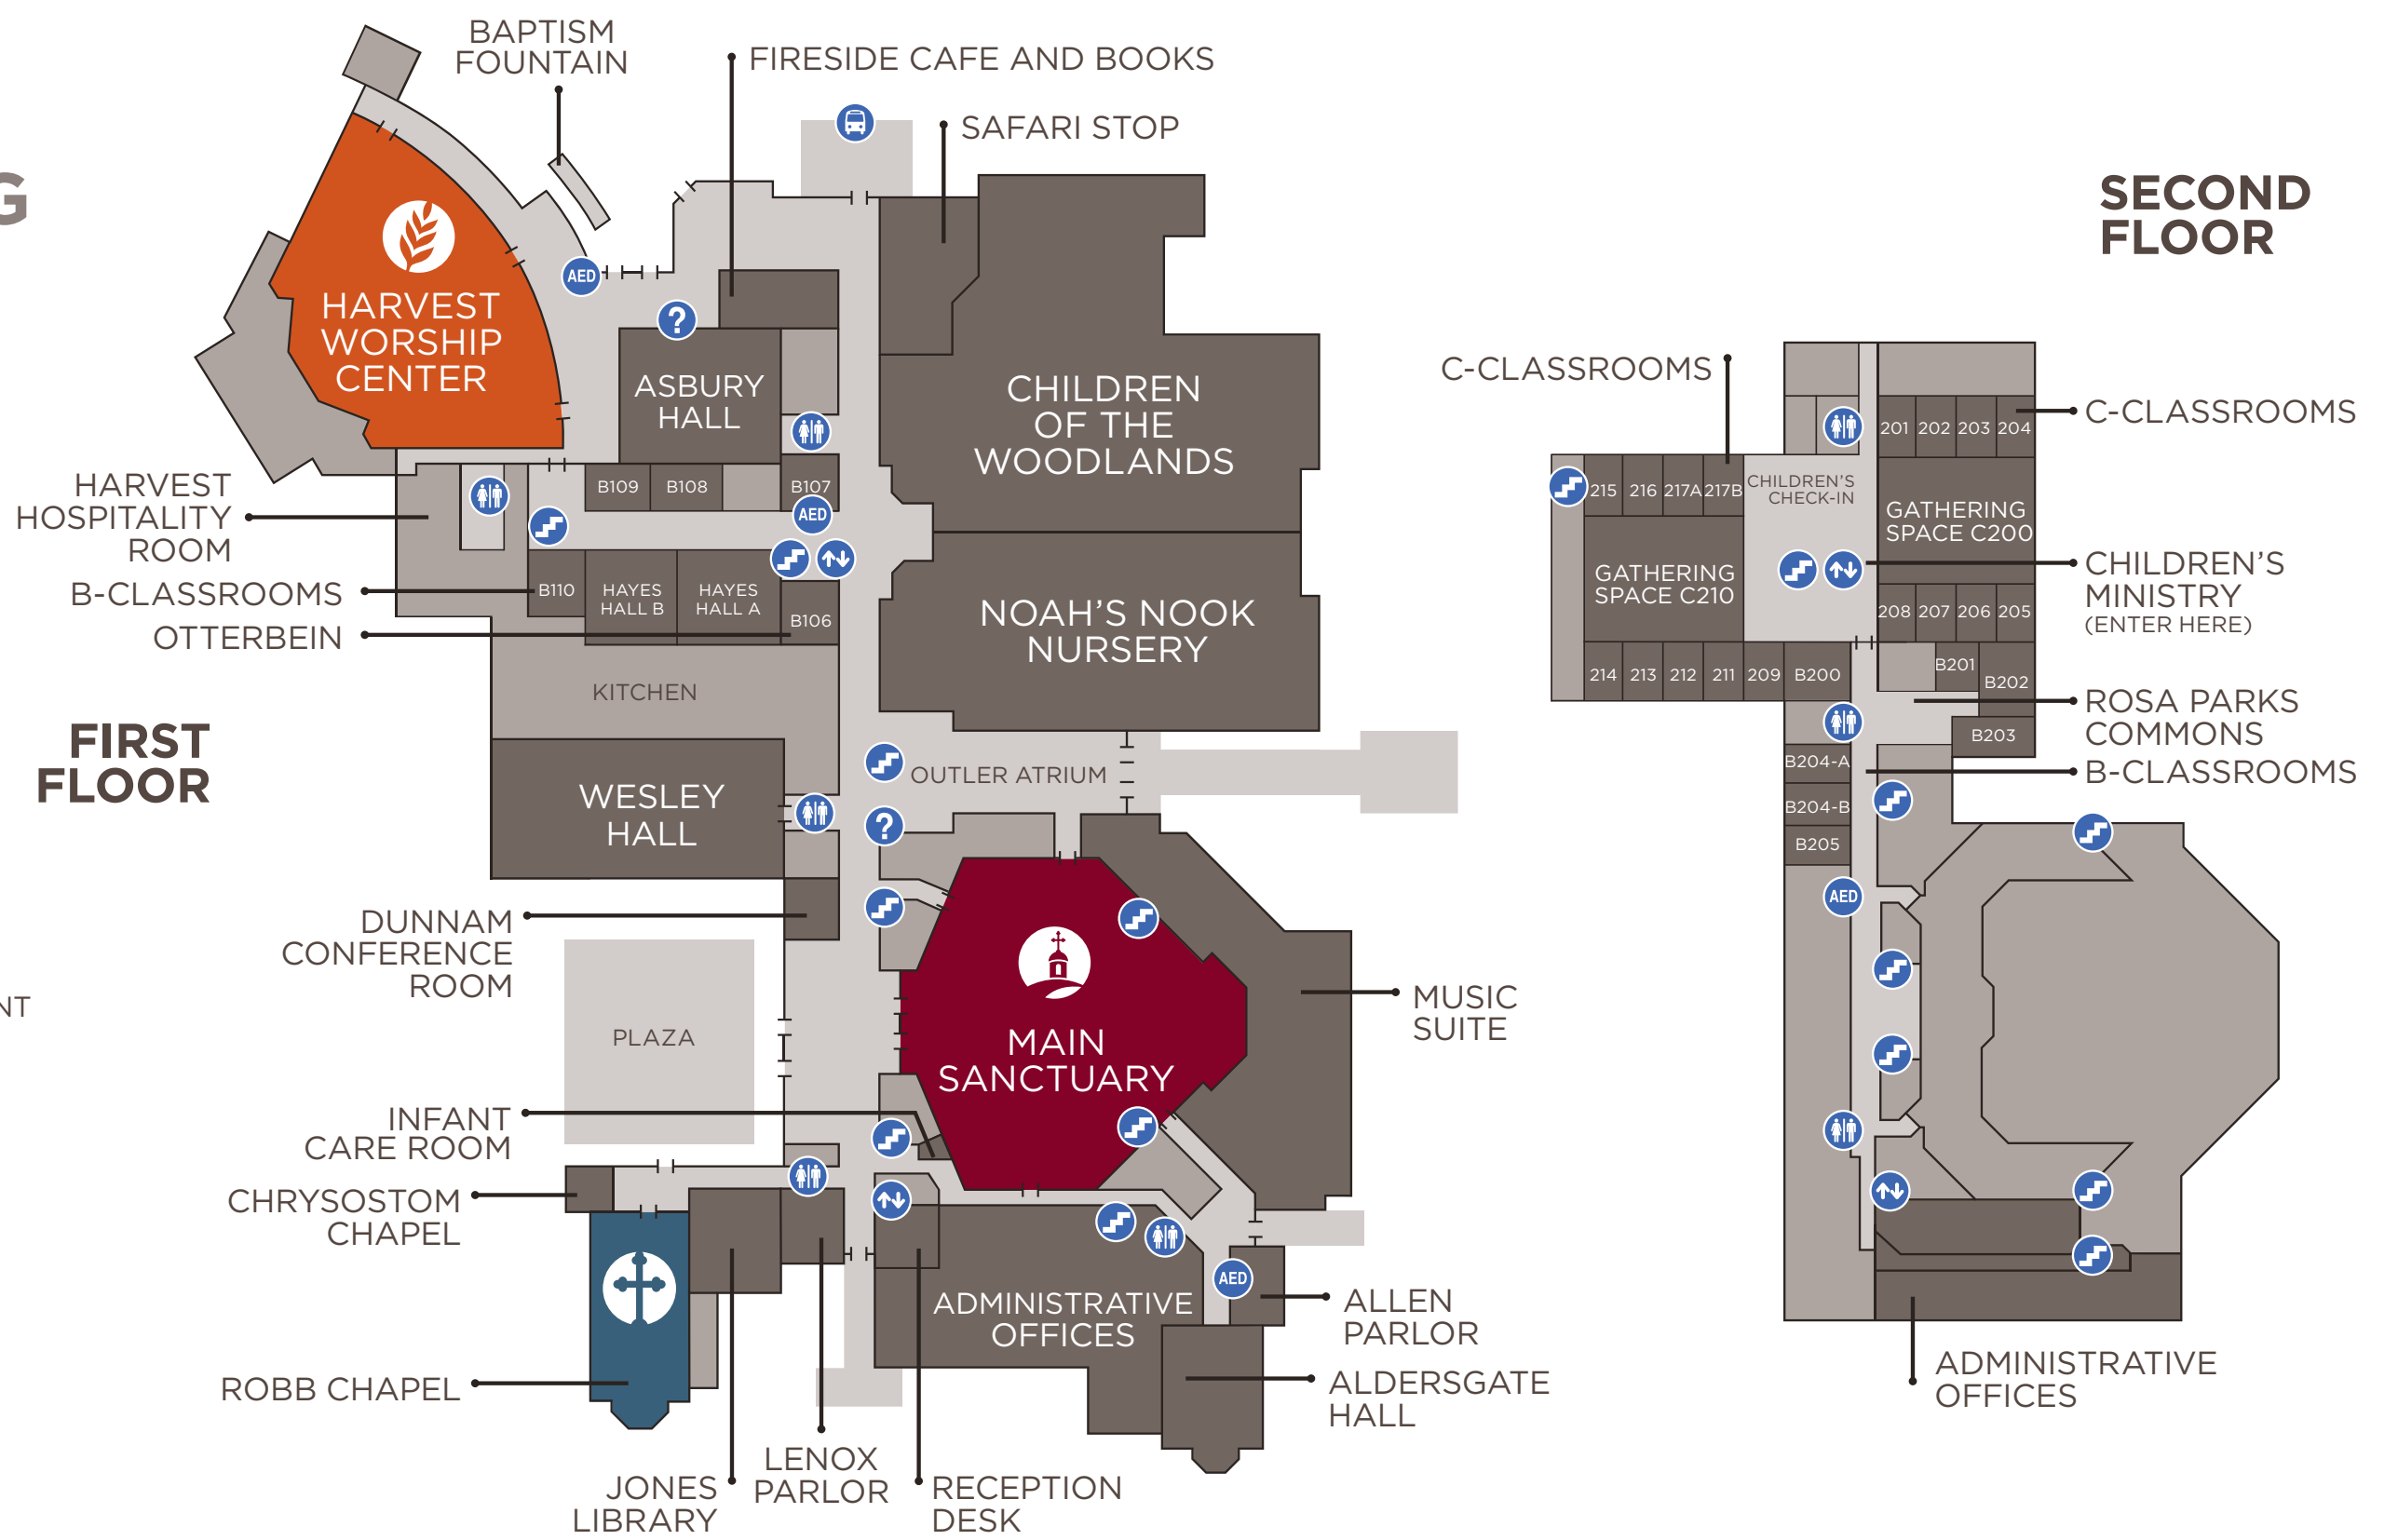 G
NT
BAPTISM
FOUNTAIN
FIRESIDE CAFE AND BOOKS
SAFARI STOP
AED
?
HARVEST
WORSHIP
CENTER
ASBURY
HALL
CHILDREN
OF THE
WOODLANDS
HARVEST
HOSPITALITY
ROOM
B109
B108
B107
AED
B-CLASSROOMS
B110
HAYES
HALL B
HAYES
HALL A
B106
OTTERBEIN
NOAH'S NOOK
NURSERY
KITCHEN
FIRST
FLOOR
WESLEY
HALL
OUTLER ATRIUM
?
DUNNAM
CONFERENCE
ROOM
PLAZA
MAIN
SANCTUARY
MUSIC
SUITE
INFANT
CARE ROOM
CHRYSOSTOM
CHAPEL
ROBB CHAPEL
ADMINISTRATIVE
OFFICES
AED
ALLEN
PARLOR
ALDERSGATE
HALL
JONES
LIBRARY
LENOX
PARLOR
RECEPTION
DESK
SECOND
FLOOR
C-CLASSROOMS
C-CLASSROOMS
201
202
203
204
215
216
217A
217B
CHILDREN'S
CHECK-IN
GATHERING
SPACE C200
GATHERING
SPACE C210
CHILDREN'S
MINISTRY
(ENTER HERE)
208
207
206
205
214
213
212
211
209
B200
B201
B202
ROSA PARKS
COMMONS
B203
B204-A
B-CLASSROOMS
B204-B
B205
AED
ADMINISTRATIVE
OFFICES